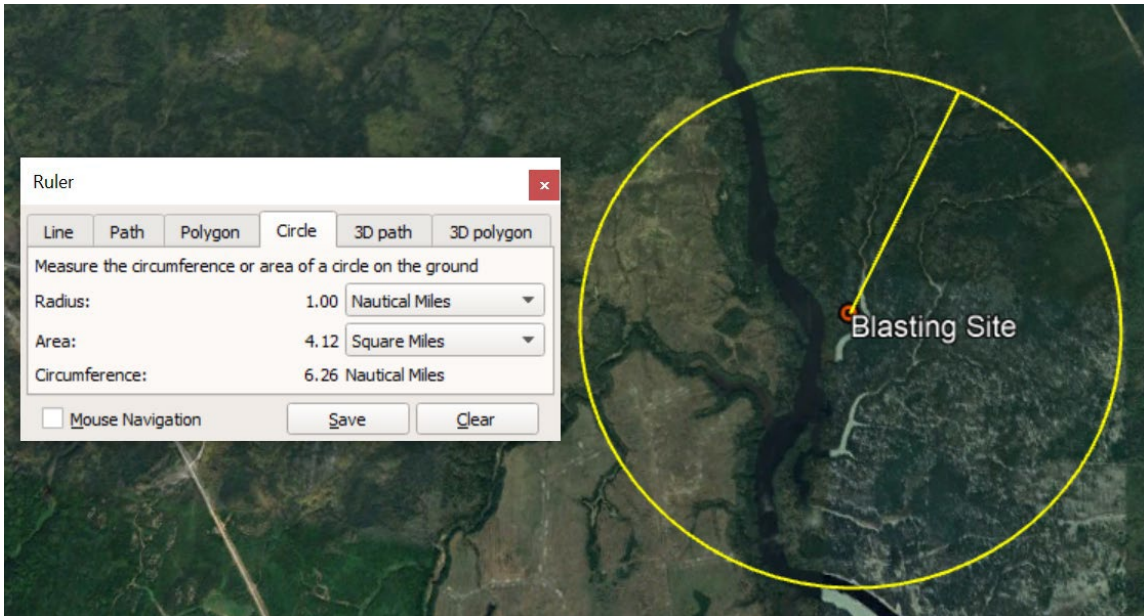 Ruler
Line Path Polygon Circle 3D path 3D polygon
Measure the circumference or area of a circle on the ground
Radius: 1.00 Nautical Miles
Area: 4.12 Square Miles
Circumference: 6.26 Nautical Miles
Mouse Navigation Save Clear
Blasting Site